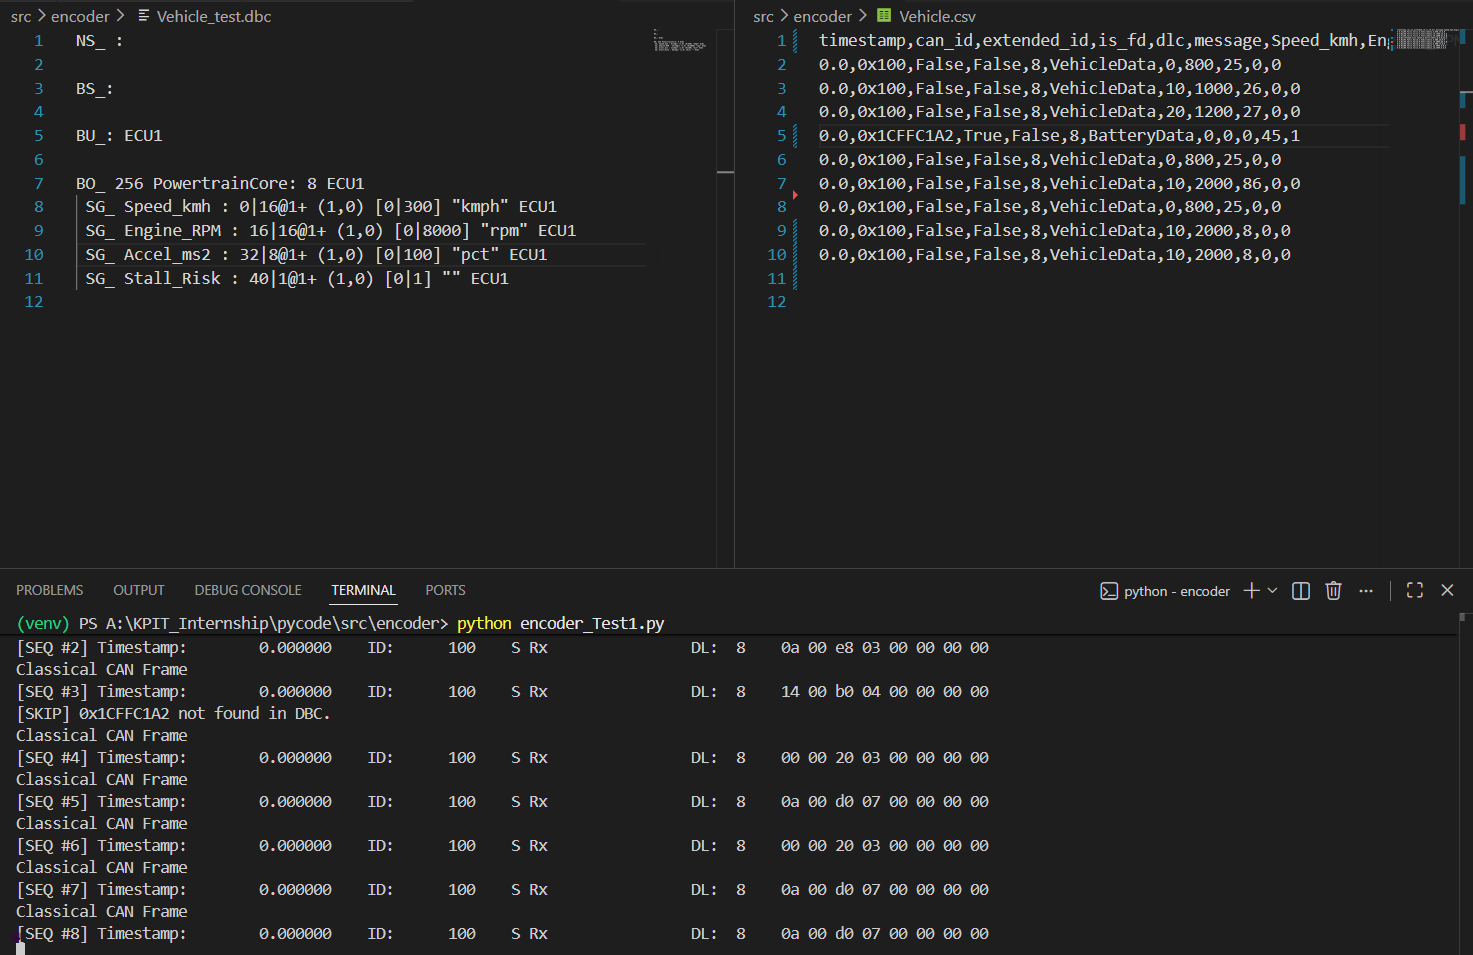 src > encoder > Vehicle_test.dbc
1 NS_ :
2
3 BS_:
4
5 BU_: ECU1
6
7 BO_ 256 PowertrainCore: 8 ECU1
8 SG_ Speed_kmh : 0|16@1+ (1,0) [0|300] "kmph" ECU1
9 SG_ Engine_RPM : 16|16@1+ (1,0) [0|8000] "rpm" ECU1
10 SG_ Accel_ms2 : 32|8@1+ (1,0) [0|100] "pct" ECU1
11 SG_ Stall_Risk : 40|1@1+ (1,0) [0|1] "" ECU1
12
src > encoder > Vehicle.csv
1 timestamp,can_id,extended_id,is_fd,dlc,message,Speed_kmh,Eng
2 0.0,0x100,False,False,8,VehicleData,0,800,25,0,0
3 0.0,0x100,False,False,8,VehicleData,10,1000,26,0,0
4 0.0,0x100,False,False,8,VehicleData,20,1200,27,0,0
5 0.0,0x1CFFC1A2,True,False,8,BatteryData,0,0,0,45,1
6 0.0,0x100,False,False,8,VehicleData,0,800,25,0,0
7 0.0,0x100,False,False,8,VehicleData,10,2000,86,0,0
8 0.0,0x100,False,False,8,VehicleData,0,800,25,0,0
9 0.0,0x100,False,False,8,VehicleData,10,2000,8,0,0
10 0.0,0x100,False,False,8,VehicleData,10,2000,8,0,0
11
12
PROBLEMS OUTPUT DEBUG CONSOLE TERMINAL PORTS python - encoder
(venv) PS A:\KPIT_Internship\pycode\src\encoder> python encoder_Test1.py
[SEQ #2] Timestamp: 0.000000 ID: 100 S Rx DL: 8 0a 00 e8 03 00 00 00 00
Classical CAN Frame
[SEQ #3] Timestamp: 0.000000 ID: 100 S Rx DL: 8 14 00 b0 04 00 00 00 00
[SKIP] 0x1CFFC1A2 not found in DBC.
Classical CAN Frame
[SEQ #4] Timestamp: 0.000000 ID: 100 S Rx DL: 8 00 00 20 03 00 00 00 00
Classical CAN Frame
[SEQ #5] Timestamp: 0.000000 ID: 100 S Rx DL: 8 0a 00 d0 07 00 00 00 00
Classical CAN Frame
[SEQ #6] Timestamp: 0.000000 ID: 100 S Rx DL: 8 00 00 20 03 00 00 00 00
Classical CAN Frame
[SEQ #7] Timestamp: 0.000000 ID: 100 S Rx DL: 8 0a 00 d0 07 00 00 00 00
Classical CAN Frame
[SEQ #8] Timestamp: 0.000000 ID: 100 S Rx DL: 8 0a 00 d0 07 00 00 00 00